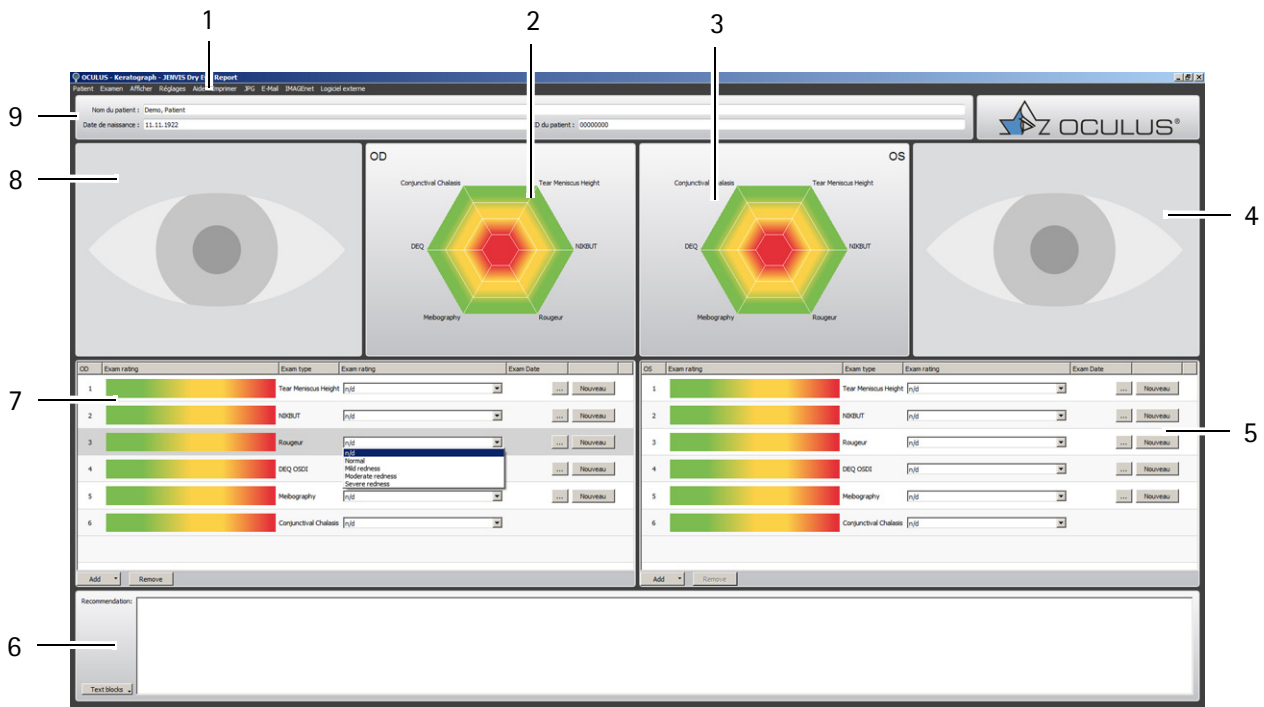 1
2
3
OCULUS - Keratograph - JENVIS Dry E Report
Patient Examen Afficher Réglages Aide Imprimer JPG E-Mail IMAGEnet Logiciel externe
9
Nom du patient : Demo, Patient
Date de naissance : 11.11.1922 ID du patient : 00000000
OCULUS®
8
OD
Conjunctival Chalasis Tear Meniscus Height
DEQ NIKBUT
Meibography Rougeur
OS
Conjunctival Chalasis Tear Meniscus Height
DEQ NIKBUT
Meibography Rougeur
4
7
OD Exam rating Exam type Exam rating Exam Date
1 Tear Meniscus Height n/d ... Nouveau
2 NIKBUT n/d ... Nouveau
3 Rougeur n/d ... Nouveau
n/d
Normal
Mild redness
Moderate redness
Severe redness
4 DEQ OSDI ... Nouveau
5 Meibography n/d ... Nouveau
6 Conjunctival Chalasis n/d
Add Remove
OS Exam rating Exam type Exam rating Exam Date
1 Tear Meniscus Height n/d ... Nouveau
2 NIKBUT n/d ... Nouveau
3 Rougeur n/d ... Nouveau
4 DEQ OSDI n/d ... Nouveau
5 Meibography n/d ... Nouveau
6 Conjunctival Chalasis n/d
Add Remove
5
6
Recommendation:
Text blocks